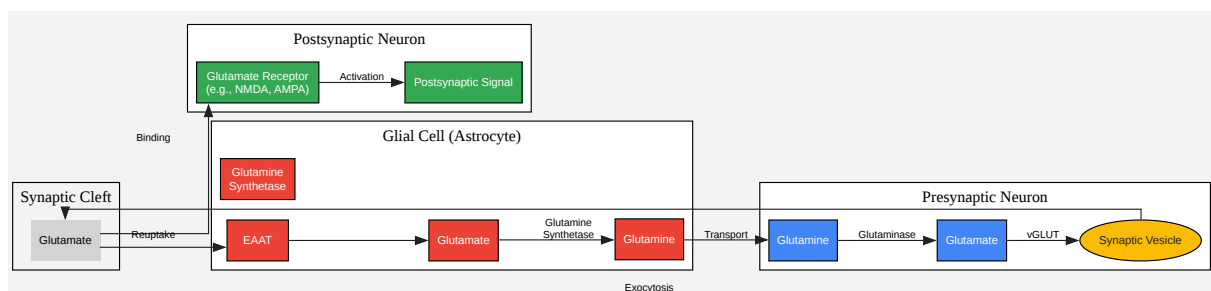 Postsynaptic Neuron
Glutamate Receptor
(e.g., NMDA, AMPA)
Activation
Postsynaptic Signal
Binding
Glial Cell (Astrocyte)
Glutamine
Synthetase
Synaptic Cleft
Glutamate
Reuptake
EAAT
Glutamate
Glutamine
Synthetase
Glutamine
Transport
Presynaptic Neuron
Glutamine
Glutaminase
Glutamate
vGLUT
Synaptic Vesicle
Exocytosis